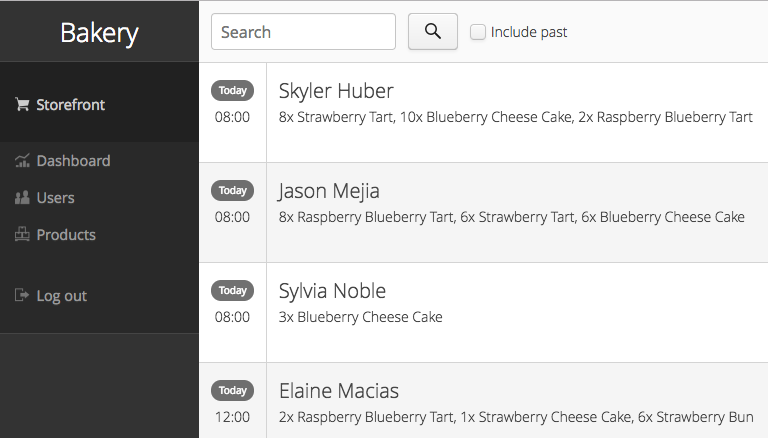 Bakery
Search
Include past
Storefront
Dashboard
Users
Products
Log out
Today
08:00
Skyler Huber
8x Strawberry Tart, 10x Blueberry Cheese Cake, 2x Raspberry Blueberry Tart
Today
08:00
Jason Mejia
8x Raspberry Blueberry Tart, 6x Strawberry Tart, 6x Blueberry Cheese Cake
Today
08:00
Sylvia Noble
3x Blueberry Cheese Cake
Today
12:00
Elaine Macias
2x Raspberry Blueberry Tart, 1x Strawberry Cheese Cake, 6x Strawberry Bun